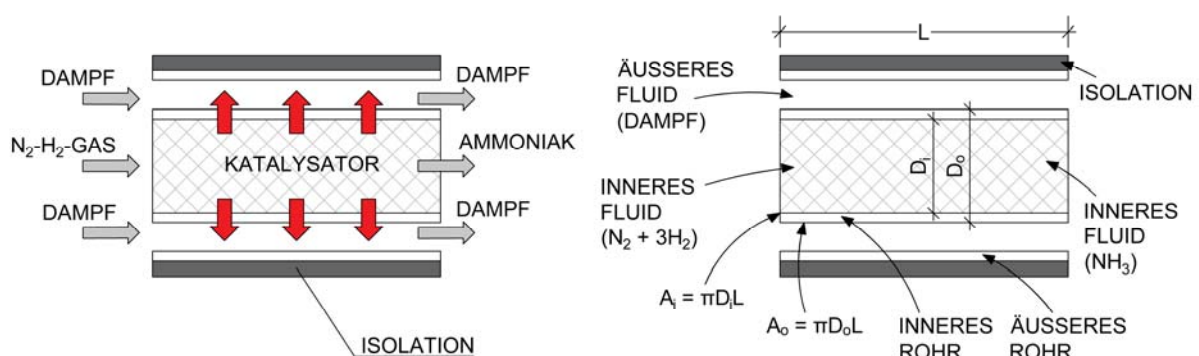 DAMPF
DAMPF
N₂-H₂-GAS
KATALYSATOR
AMMONIAK
DAMPF
DAMPF
ISOLATION
L
ÄUSSERES
FLUID
(DAMPF)
ISOLATION
Dᵢ
Dₒ
INNERES
FLUID
(N₂ + 3H₂)
INNERES
FLUID
(NH₃)
Aᵢ = πDᵢL
Aₒ = πDₒL
INNERES
ROHR
ÄUSSERES
ROHR